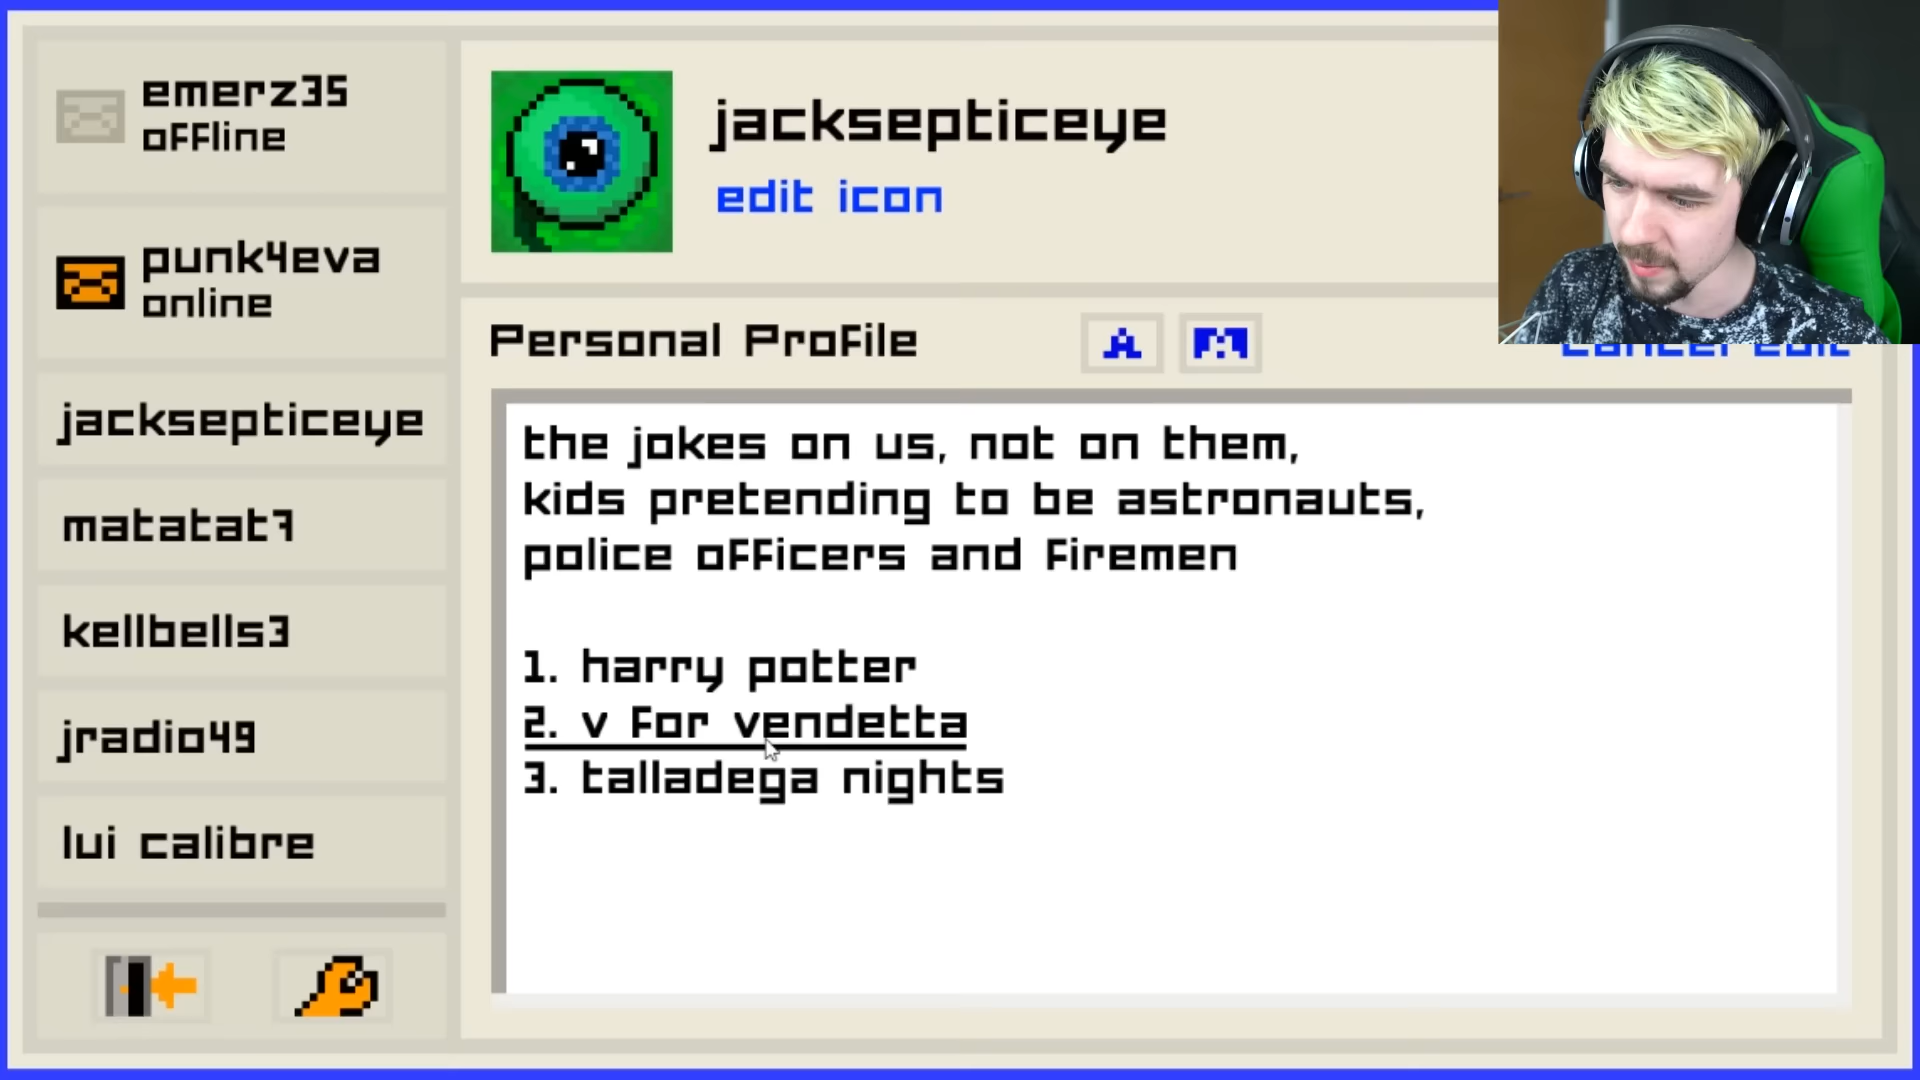 emerz35
offline
punk4eva
online
jacksepticeye
matatat7
kellbells3
jradio49
lui calibre
jacksepticeye
edit icon
Personal Profile
cancel edit
the jokes on us, not on them,
kids pretending to be astronauts,
police officers and firemen
1. harry potter
2. v for vendetta
3. talladega nights